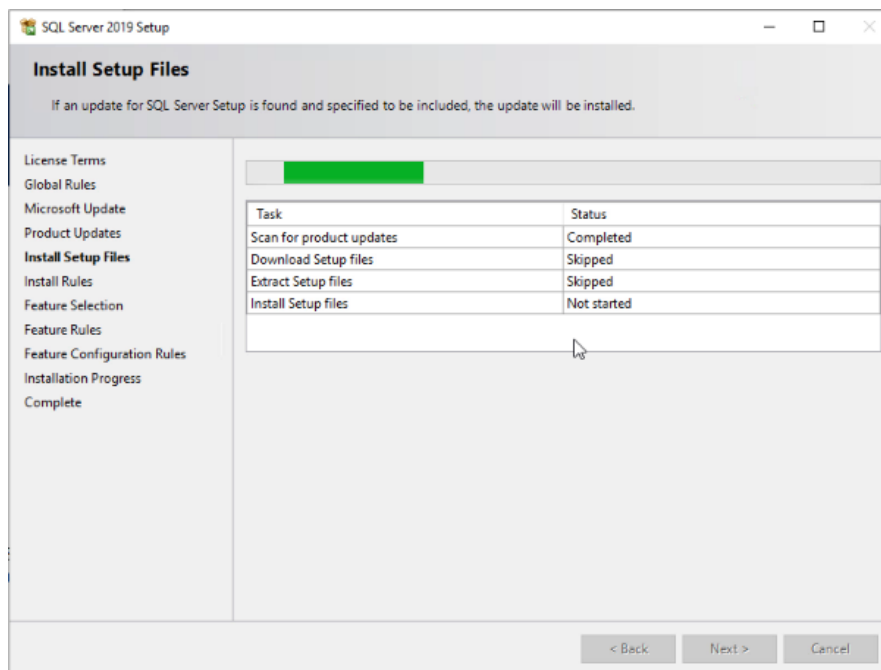 SQL Server 2019 Setup
Install Setup Files
If an update for SQL Server Setup is found and specified to be included, the update will be installed.
License Terms
Global Rules
Microsoft Update
Product Updates
Install Setup Files
Install Rules
Feature Selection
Feature Rules
Feature Configuration Rules
Installation Progress
Complete
Task Status
Scan for product updates Completed
Download Setup files Skipped
Extract Setup files Skipped
Install Setup files Not started
< Back Next > Cancel